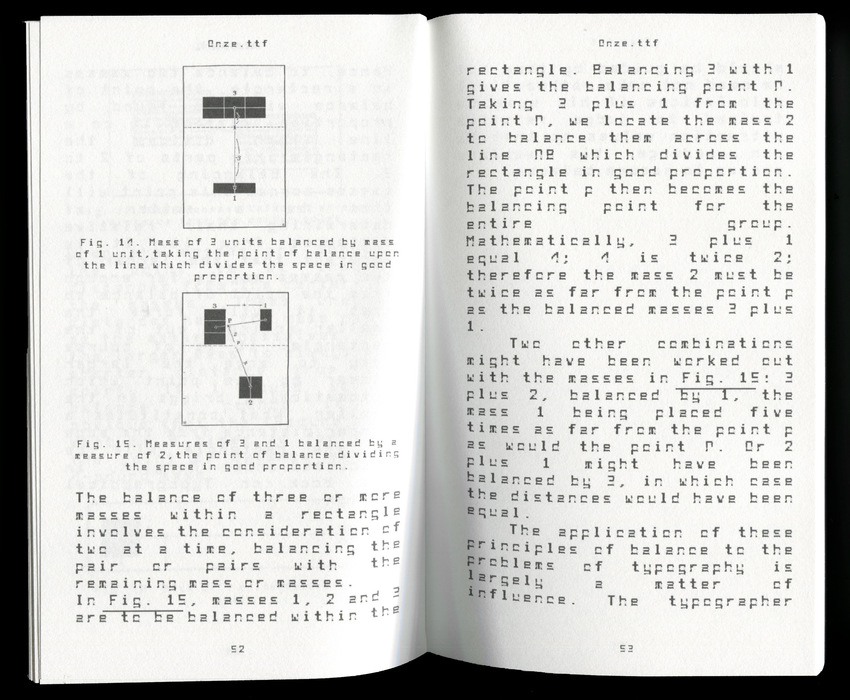 Onze.ttf
3
1
Fig. 14. Mass of 3 units balanced by mass
of 1 unit,taking the point of balance upon
the line which divides the space in good
proportion.
3
1
2
Fig. 15. Measures of 3 and 1 balanced by a
measure of 2,the point of balance dividing
the space in good proportion.
The balance of three or more
masses within a rectangle
involves the consideration of
two at a time, balancing the
pair or pairs with the
remaining mass or masses.
In Fig. 15, masses 1, 2 and 3
are to be balanced within the
52
Onze.ttf
rectangle. Balancing 3 with 1
gives the balancing point P.
Taking 3 plus 1 from the
point P, we locate the mass 2
to balance them across the
line PB which divides the
rectangle in good proportion.
The point p then becomes the
balancing point for the
entire group.
Mathematically, 3 plus 1
equal 4; 4 is twice 2;
therefore the mass 2 must be
twice as far from the point p
as the balanced masses 3 plus
1.
Two other combinations
might have been worked out
with the masses in Fig. 15: 3
plus 2, balanced by 1, the
mass 1 being placed five
times as far from the point p
as would the point P. Or 2
plus 1 might have been
balanced by 3, in which case
the distances would have been
equal.
The application of these
principles of balance to the
problems of typography is
largely a matter of
influence. The typographer
53